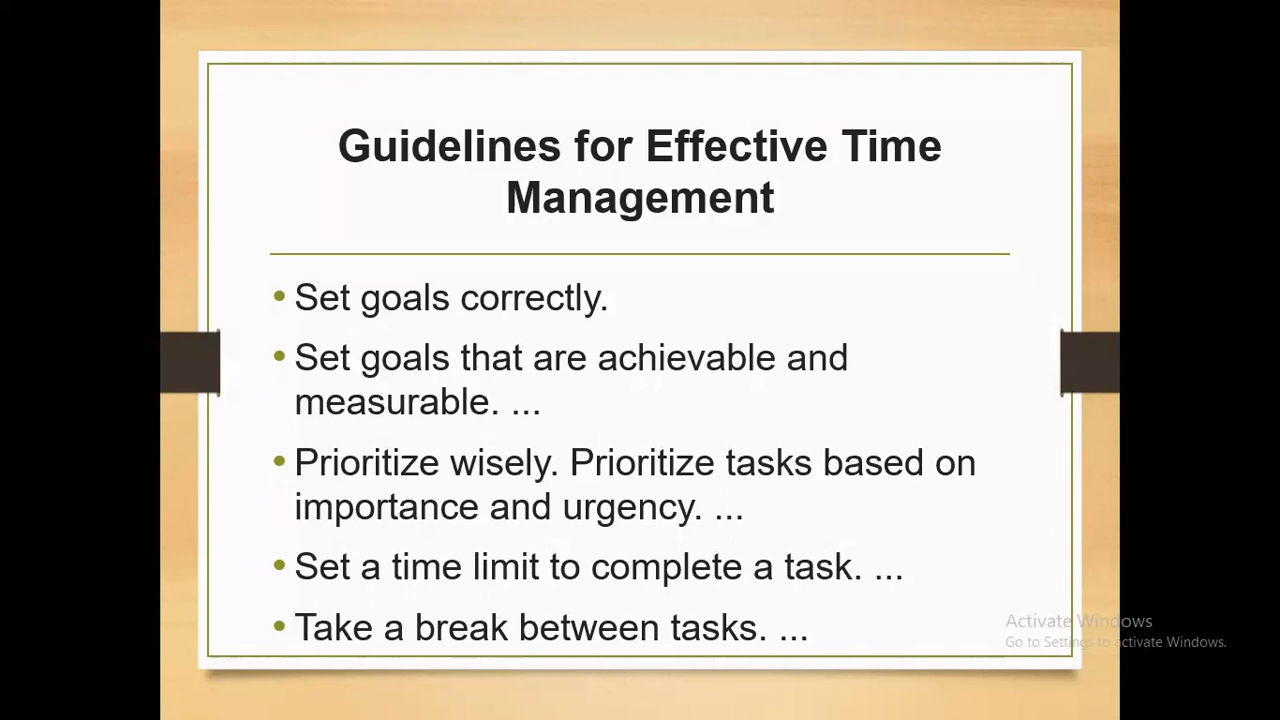 Guidelines for Effective Time
Management
• Set goals correctly.
• Set goals that are achievable and
measurable. ...
• Prioritize wisely. Prioritize tasks based on
importance and urgency. ...
• Set a time limit to complete a task. ...
• Take a break between tasks. ...
Activate Windows
Go to Settings to activate Windows.